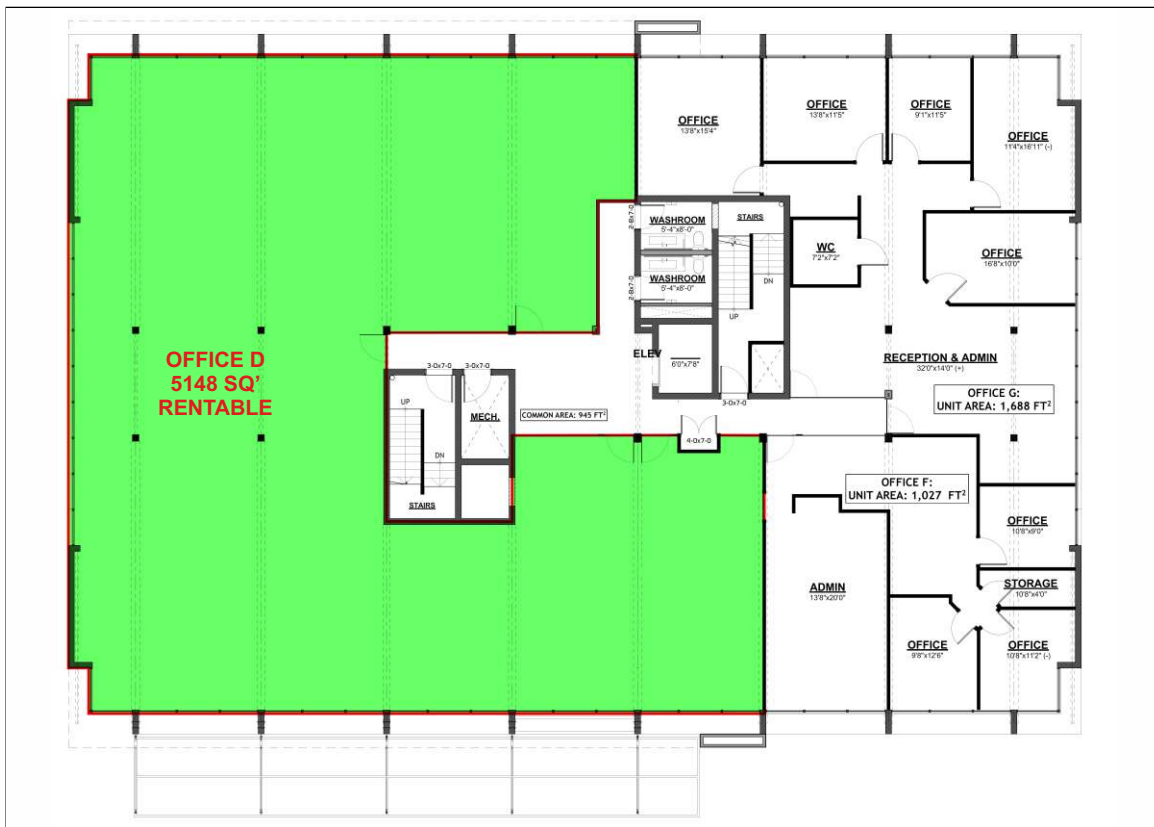 OFFICE
13'8"x15'4"
OFFICE
13'8"x11'5"
OFFICE
9'1"x11'5"
OFFICE
11'4"x16'11" (-)
2-8x7-0
WASHROOM
5'-4"x8'-0"
STAIRS
WC
7'2"x7'2"
OFFICE
16'8"x10'0"
2-8x7-0
WASHROOM
5'-4"x8'-0"
DN
UP
OFFICE D
5148 SQ'
RENTABLE
ELEV
6'0"x7'8"
RECEPTION & ADMIN
32'0"x14'0" (+)
3-0x7-0
3-0x7-0
3-0x7-0
OFFICE G:
UNIT AREA: 1,688 FT²
UP
MECH.
COMMON AREA: 945 FT²
4-0x7-0
DN
STAIRS
OFFICE F:
UNIT AREA: 1,027 FT²
OFFICE
10'8"x9'0"
ADMIN
13'8"x20'0"
STORAGE
10'8"x4'0"
OFFICE
9'8"x12'6"
OFFICE
10'8"x11'2" (-)